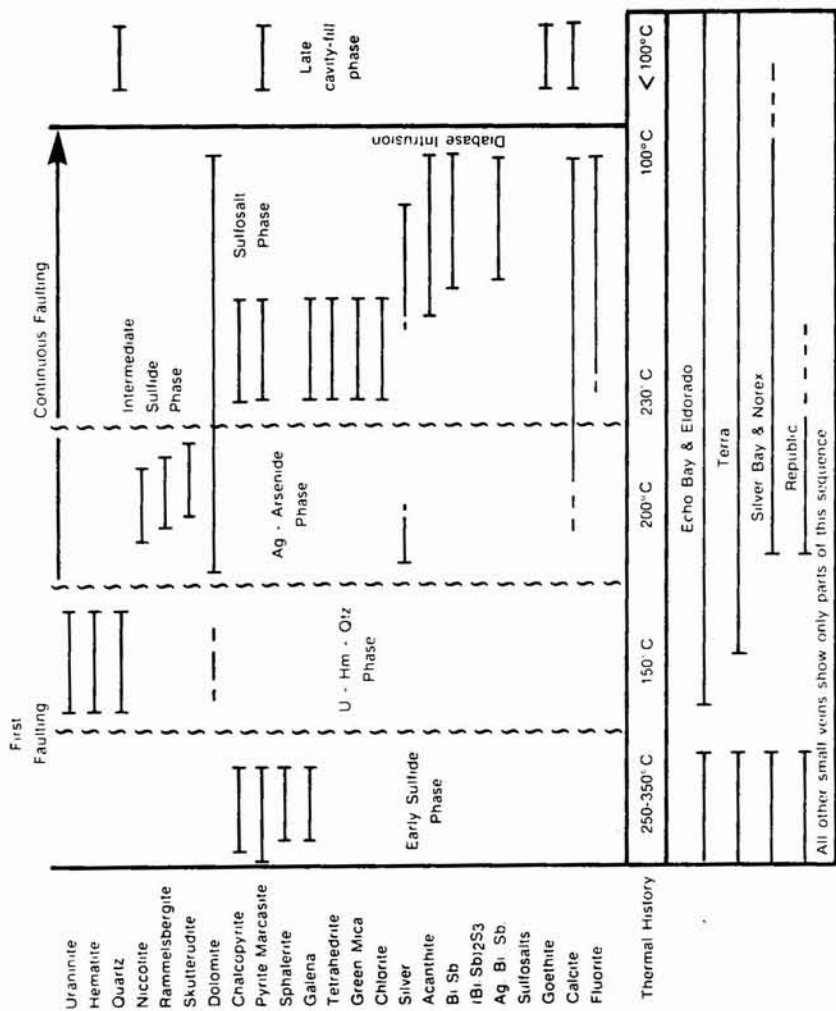 First
Faulting
Continuous Faulting
Uraninite
Hematite
Quartz
Niccolite
Rammelsbergite
Skutterudite
Dolomite
Chalcopyrite
Pyrite Marcasite
Sphalerite
Galena
Tetrahedrite
Green Mica
Chlorite
Silver
Acanthite
Bi Sb
(Bi Sb)2S3
Ag. Bi Sb.
Sulfosalts
Goethite
Calcite
Fluorite
Early Sulfide
Phase
U - Hm - Qtz
Phase
Ag - Arsenide
Phase
Intermediate
Sulfide
Phase
Sulfosalt
Phase
Diabase Intrusion
Late
cavity-fill
phase
Thermal History
250-350°C
150°C
200°C
230°C
100°C
<100°C
Echo Bay & Eldorado
Terra
Silver Bay & Norex
Republic
All other small veins show only parts of this sequence